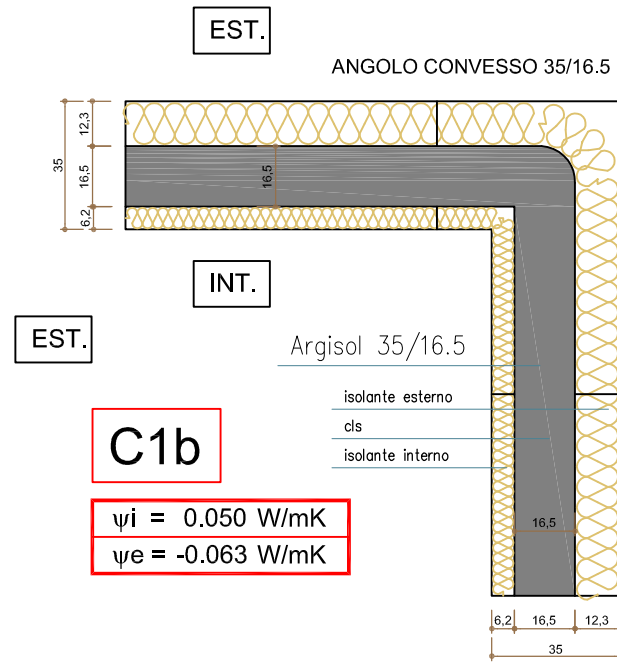 EST.
ANGOLO CONVESSO 35/16.5
12,3
35
16,5
16,5
6,2
INT.
EST.
Argisol 35/16.5
isolante esterno
cls
isolante interno
C1b
ψi = 0.050 W/mK
ψe = -0.063 W/mK
16,5
6,2 16,5 12,3
35